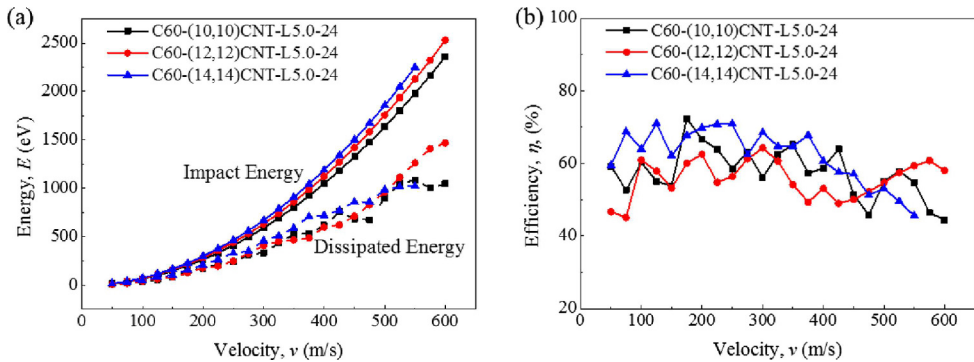 (a)
C60-(10,10)CNT-L5.0-24
C60-(12,12)CNT-L5.0-24
C60-(14,14)CNT-L5.0-24
Impact Energy
Dissipated Energy
Energy, E (eV)
2500
2000
1500
1000
500
0
0 100 200 300 400 500 600
Velocity, v (m/s)
(b)
C60-(10,10)CNT-L5.0-24
C60-(12,12)CNT-L5.0-24
C60-(14,14)CNT-L5.0-24
Efficiency, η, (%)
100
80
60
40
20
0 100 200 300 400 500 600
Velocity, v (m/s)